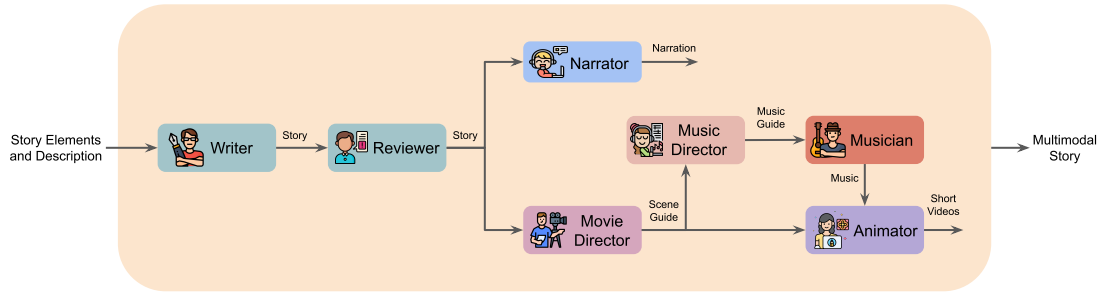 Story Elements
and Description
Writer
Story
Reviewer
Story
Narrator
Narration
Music
Director
Music
Guide
Musician
Music
Movie
Director
Scene
Guide
Animator
Short
Videos
Multimodal
Story